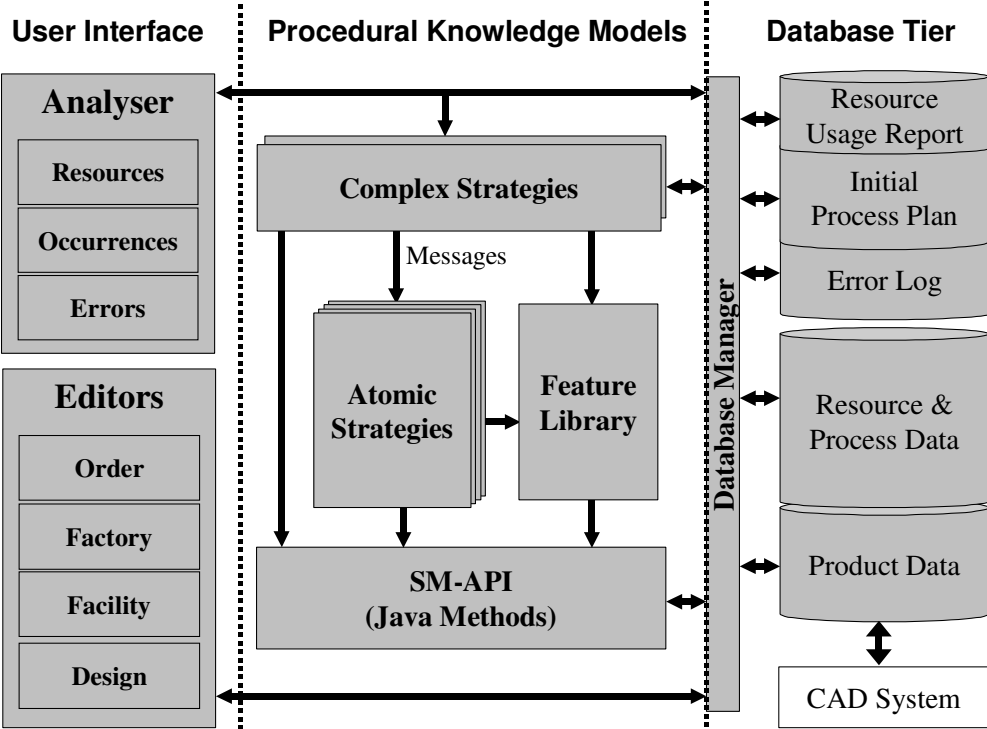 User Interface
Procedural Knowledge Models
Database Tier
Analyser
Resources
Occurrences
Errors
Editors
Order
Factory
Facility
Design
Complex Strategies
Messages
Atomic
Strategies
Feature
Library
SM-API
(Java Methods)
Database Manager
Resource
Usage Report
Initial
Process Plan
Error Log
Resource &
Process Data
Product Data
CAD System